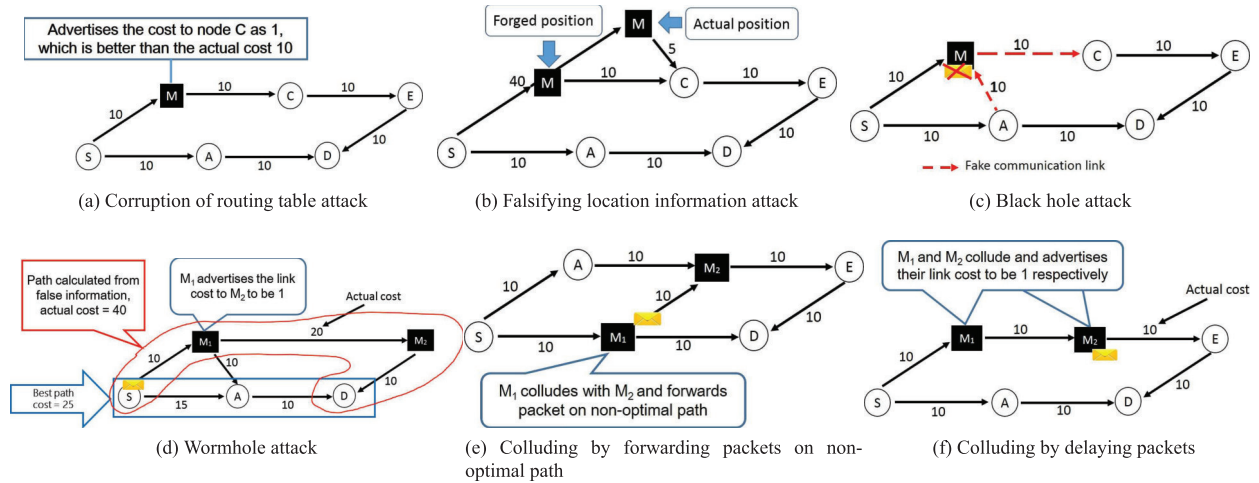 Advertises the cost to node C as 1,
which is better than the actual cost 10
M
10
C
10
E
10
10
S
10
A
10
D
(a) Corruption of routing table attack
Forged position
M
Actual position
5
40
M
10
C
10
E
10
S
10
A
10
D
(b) Falsifying location information attack
M
10
C
10
E
10
10
10
S
10
A
10
D
Fake communication link
(c) Black hole attack
Path calculated from
false information,
actual cost = 40
M1 advertises the link
cost to M2 to be 1
Actual cost
20
M1
M2
10
10
10
Best path
cost = 25
S
15
A
10
D
(d) Wormhole attack
A
10
M2
10
E
10
10
10
S
10
M1
10
D
M1 colludes with M2 and forwards
packet on non-optimal path
(e) Colluding by forwarding packets on non-
optimal path
M1 and M2 collude and advertises
their link cost to be 1 respectively
Actual cost
M1
10
M2
10
E
10
10
S
10
A
10
D
(f) Colluding by delaying packets